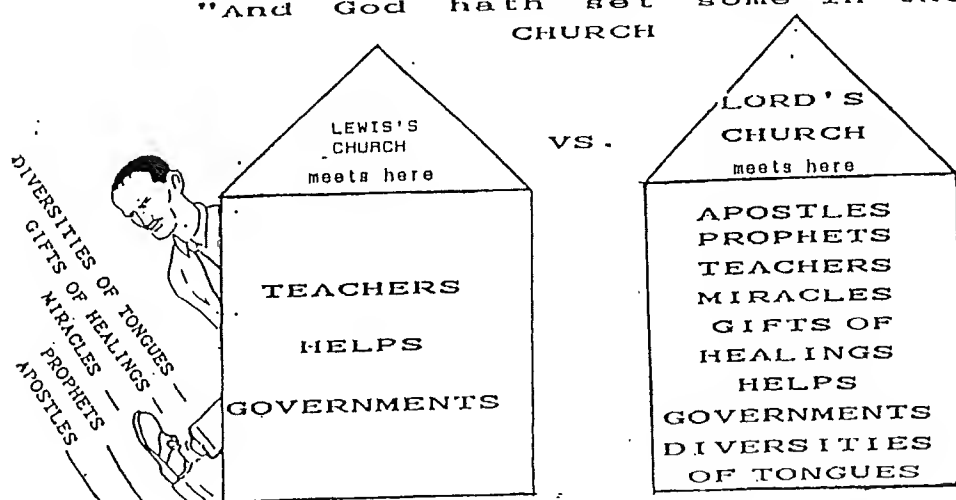 "And God hath set some in the
CHURCH
LEWIS'S
CHURCH
meets here
TEACHERS
HELPS
GOVERNMENTS
DIVERSITIES OF TONGUES
GIFTS OF HEALINGS
MIRACLES
PROPHETS
APOSTLES
VS.
LORD'S
CHURCH
meets here
APOSTLES
PROPHETS
TEACHERS
MIRACLES
GIFTS OF
HEALINGS
HELPS
GOVERNMENTS
DIVERSITIES
OF TONGUES